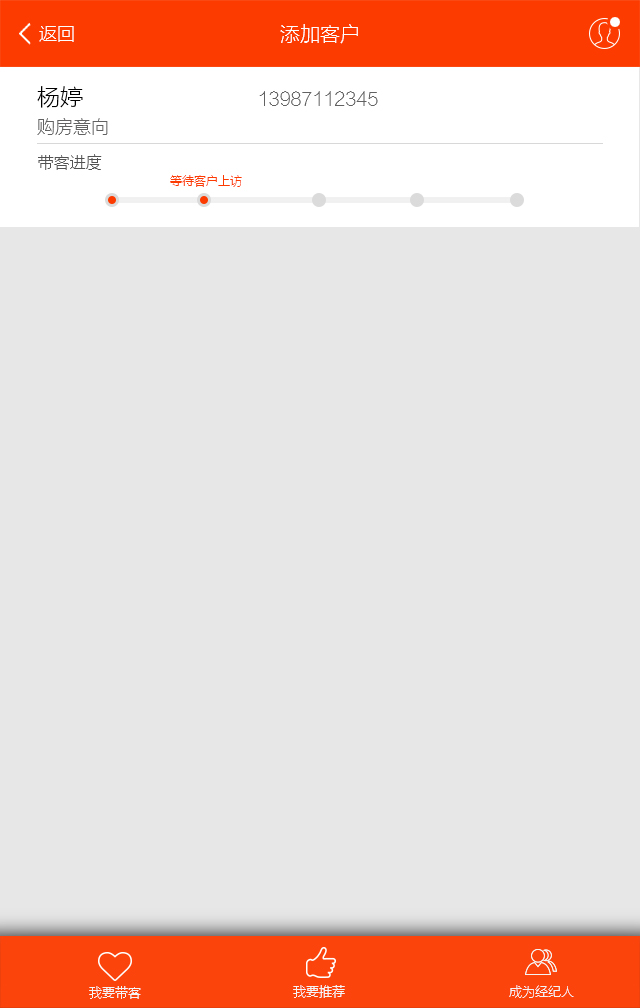 返回
添加客户
杨婷 13987112345
购房意向
带客进度
等待客户上访
我要带客 我要推荐 成为经纪人